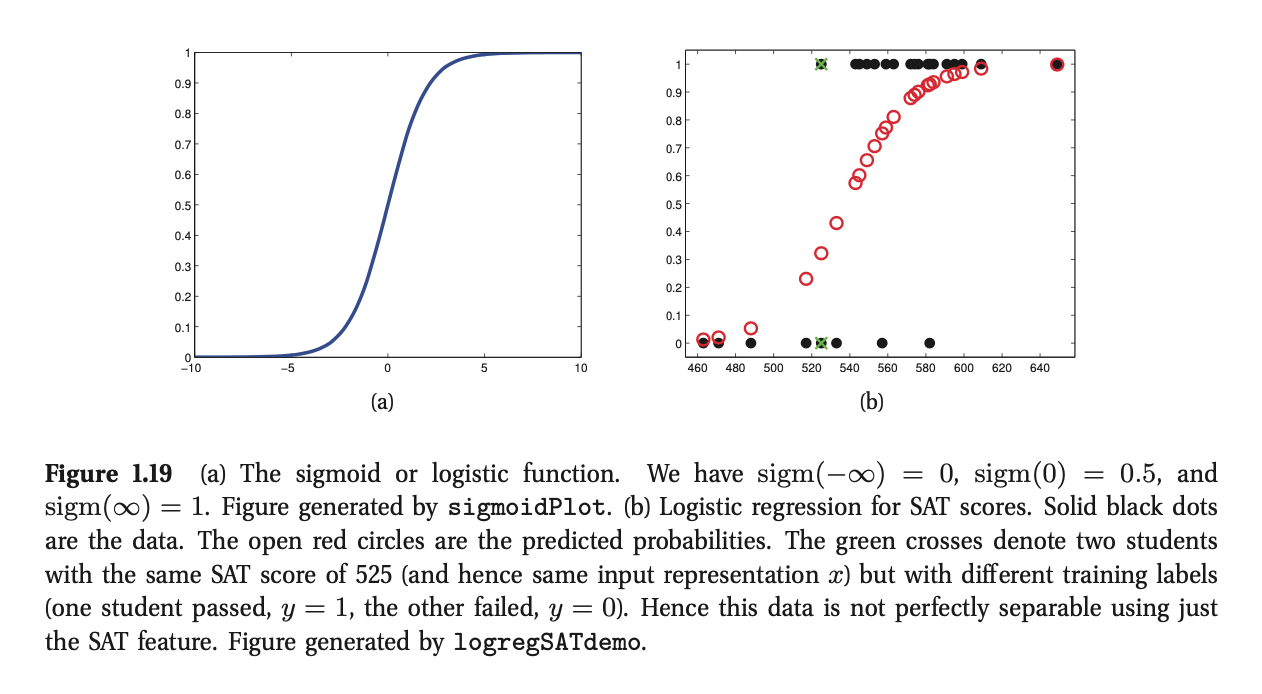 1
0.9
0.8
0.7
0.6
0.5
0.4
0.3
0.2
0.1
0
−10 −5 0 5 10
(a)
1
0.9
0.8
0.7
0.6
0.5
0.4
0.3
0.2
0.1
0
460 480 500 520 540 560 580 600 620 640
(b)
Figure 1.19 (a) The sigmoid or logistic function. We have sigm(−∞) = 0, sigm(0) = 0.5, and
sigm(∞) = 1. Figure generated by sigmoidPlot. (b) Logistic regression for SAT scores. Solid black dots
are the data. The open red circles are the predicted probabilities. The green crosses denote two students
with the same SAT score of 525 (and hence same input representation x) but with different training labels
(one student passed, y = 1, the other failed, y = 0). Hence this data is not perfectly separable using just
the SAT feature. Figure generated by logregSATdemo.